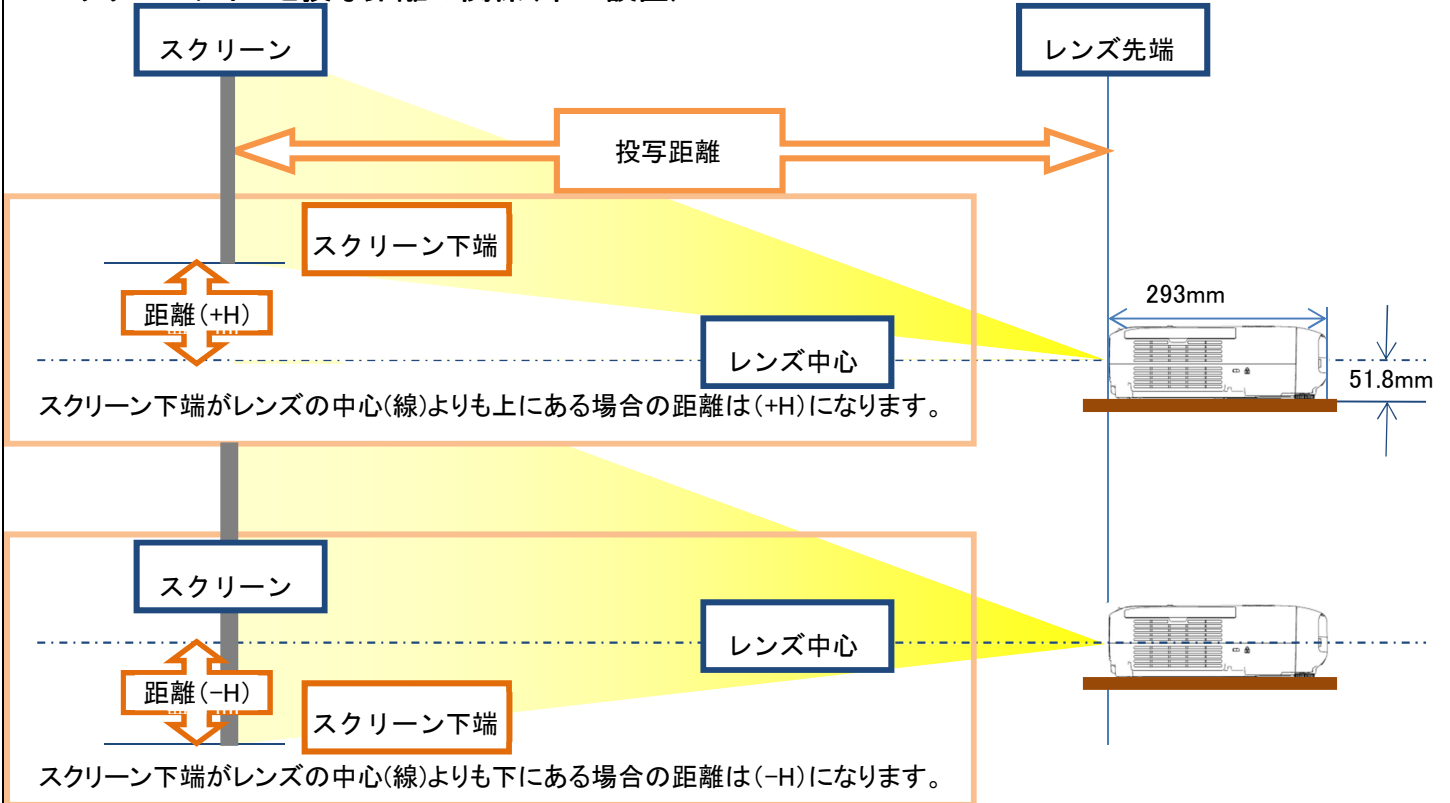 スクリーン
レンズ先端
投写距離
スクリーン下端
距離(+H)
293mm
レンズ中心
51.8mm
スクリーン下端がレンズの中心(線)よりも上にある場合の距離は(+H)になります。
スクリーン
レンズ中心
距離(-H)
スクリーン下端
スクリーン下端がレンズの中心(線)よりも下にある場合の距離は(-H)になります。